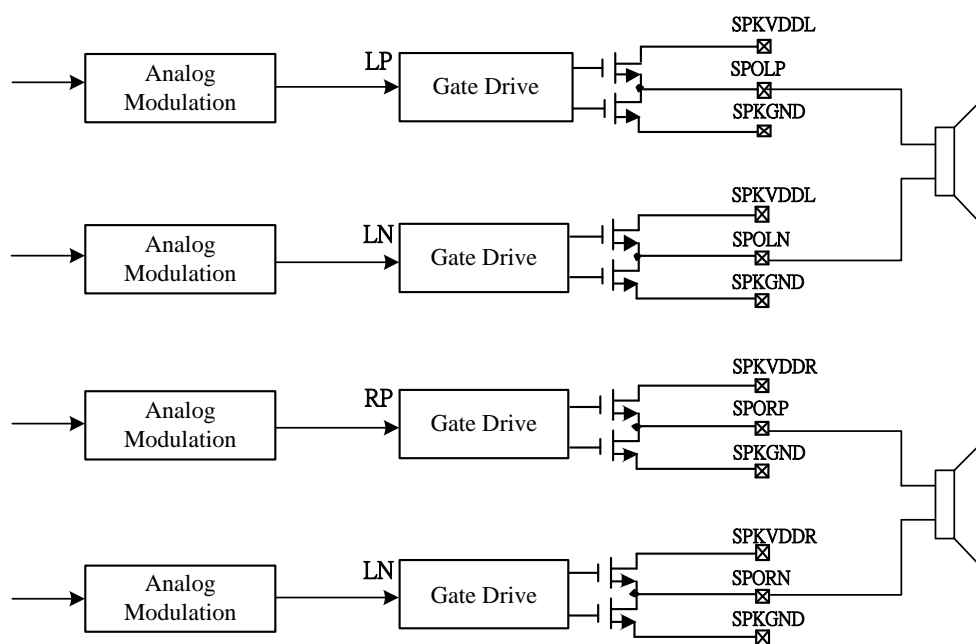 SPKVDDL
Analog
Modulation
LP
Gate Drive
SPOLP
SPKGND
SPKVDDL
Analog
Modulation
LN
Gate Drive
SPOLN
SPKGND
SPKVDDR
Analog
Modulation
RP
Gate Drive
SPORP
SPKGND
SPKVDDR
Analog
Modulation
LN
Gate Drive
SPORN
SPKGND